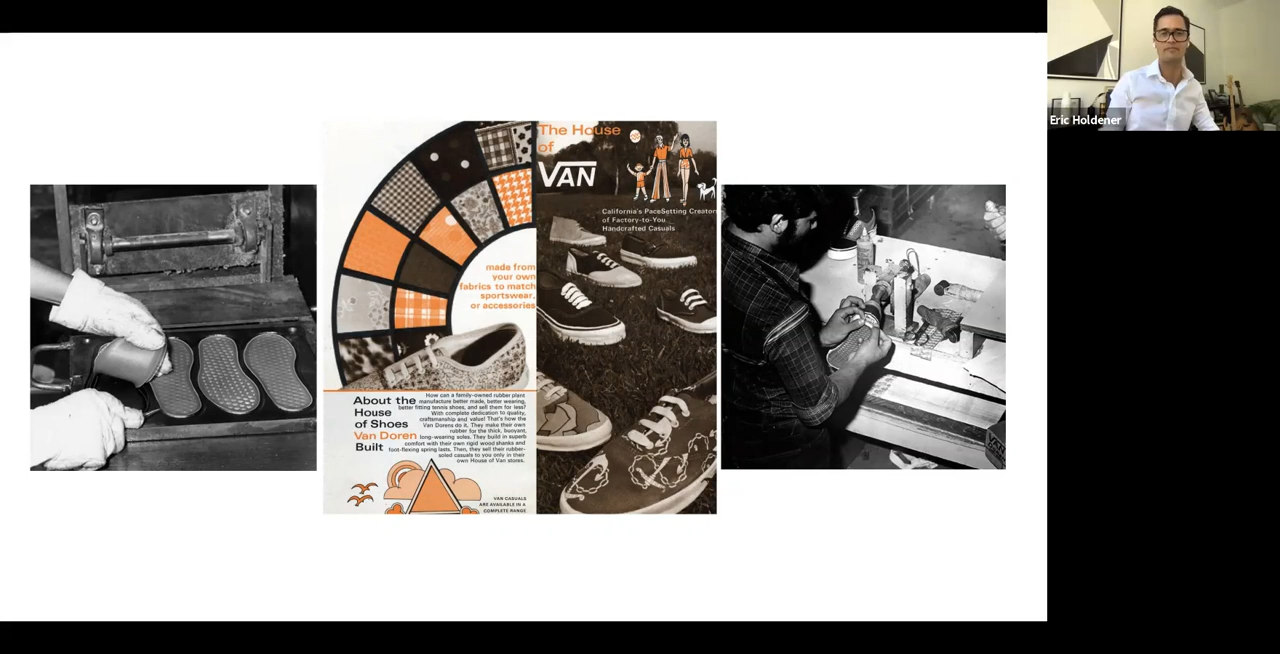 Eric Holdener
The House
of
VAN
California's PaceSetting Creators
of Factory-to-You
Handcrafted Casuals
made from
your own
fabrics to match
sportswear,
or accessories
About the
House
of Shoes
Van Doren
Built
How can a family-owned rubber plant
manufacture better made, better wearing,
better fitting tennis shoes, and sell them for less?
With complete dedication to quality,
craftsmanship and value! That's how the
Van Dorens do it. They make their own
rubber for the thick, buoyant,
long-wearing soles. They build in superb
comfort with their own rigid wood shanks and
foot-flexing spring lasts. Then, they sell their rubber-
soled casuals to you only in their
own House of Van stores.
VAN CASUALS
ARE AVAILABLE IN A
COMPLETE RANGE